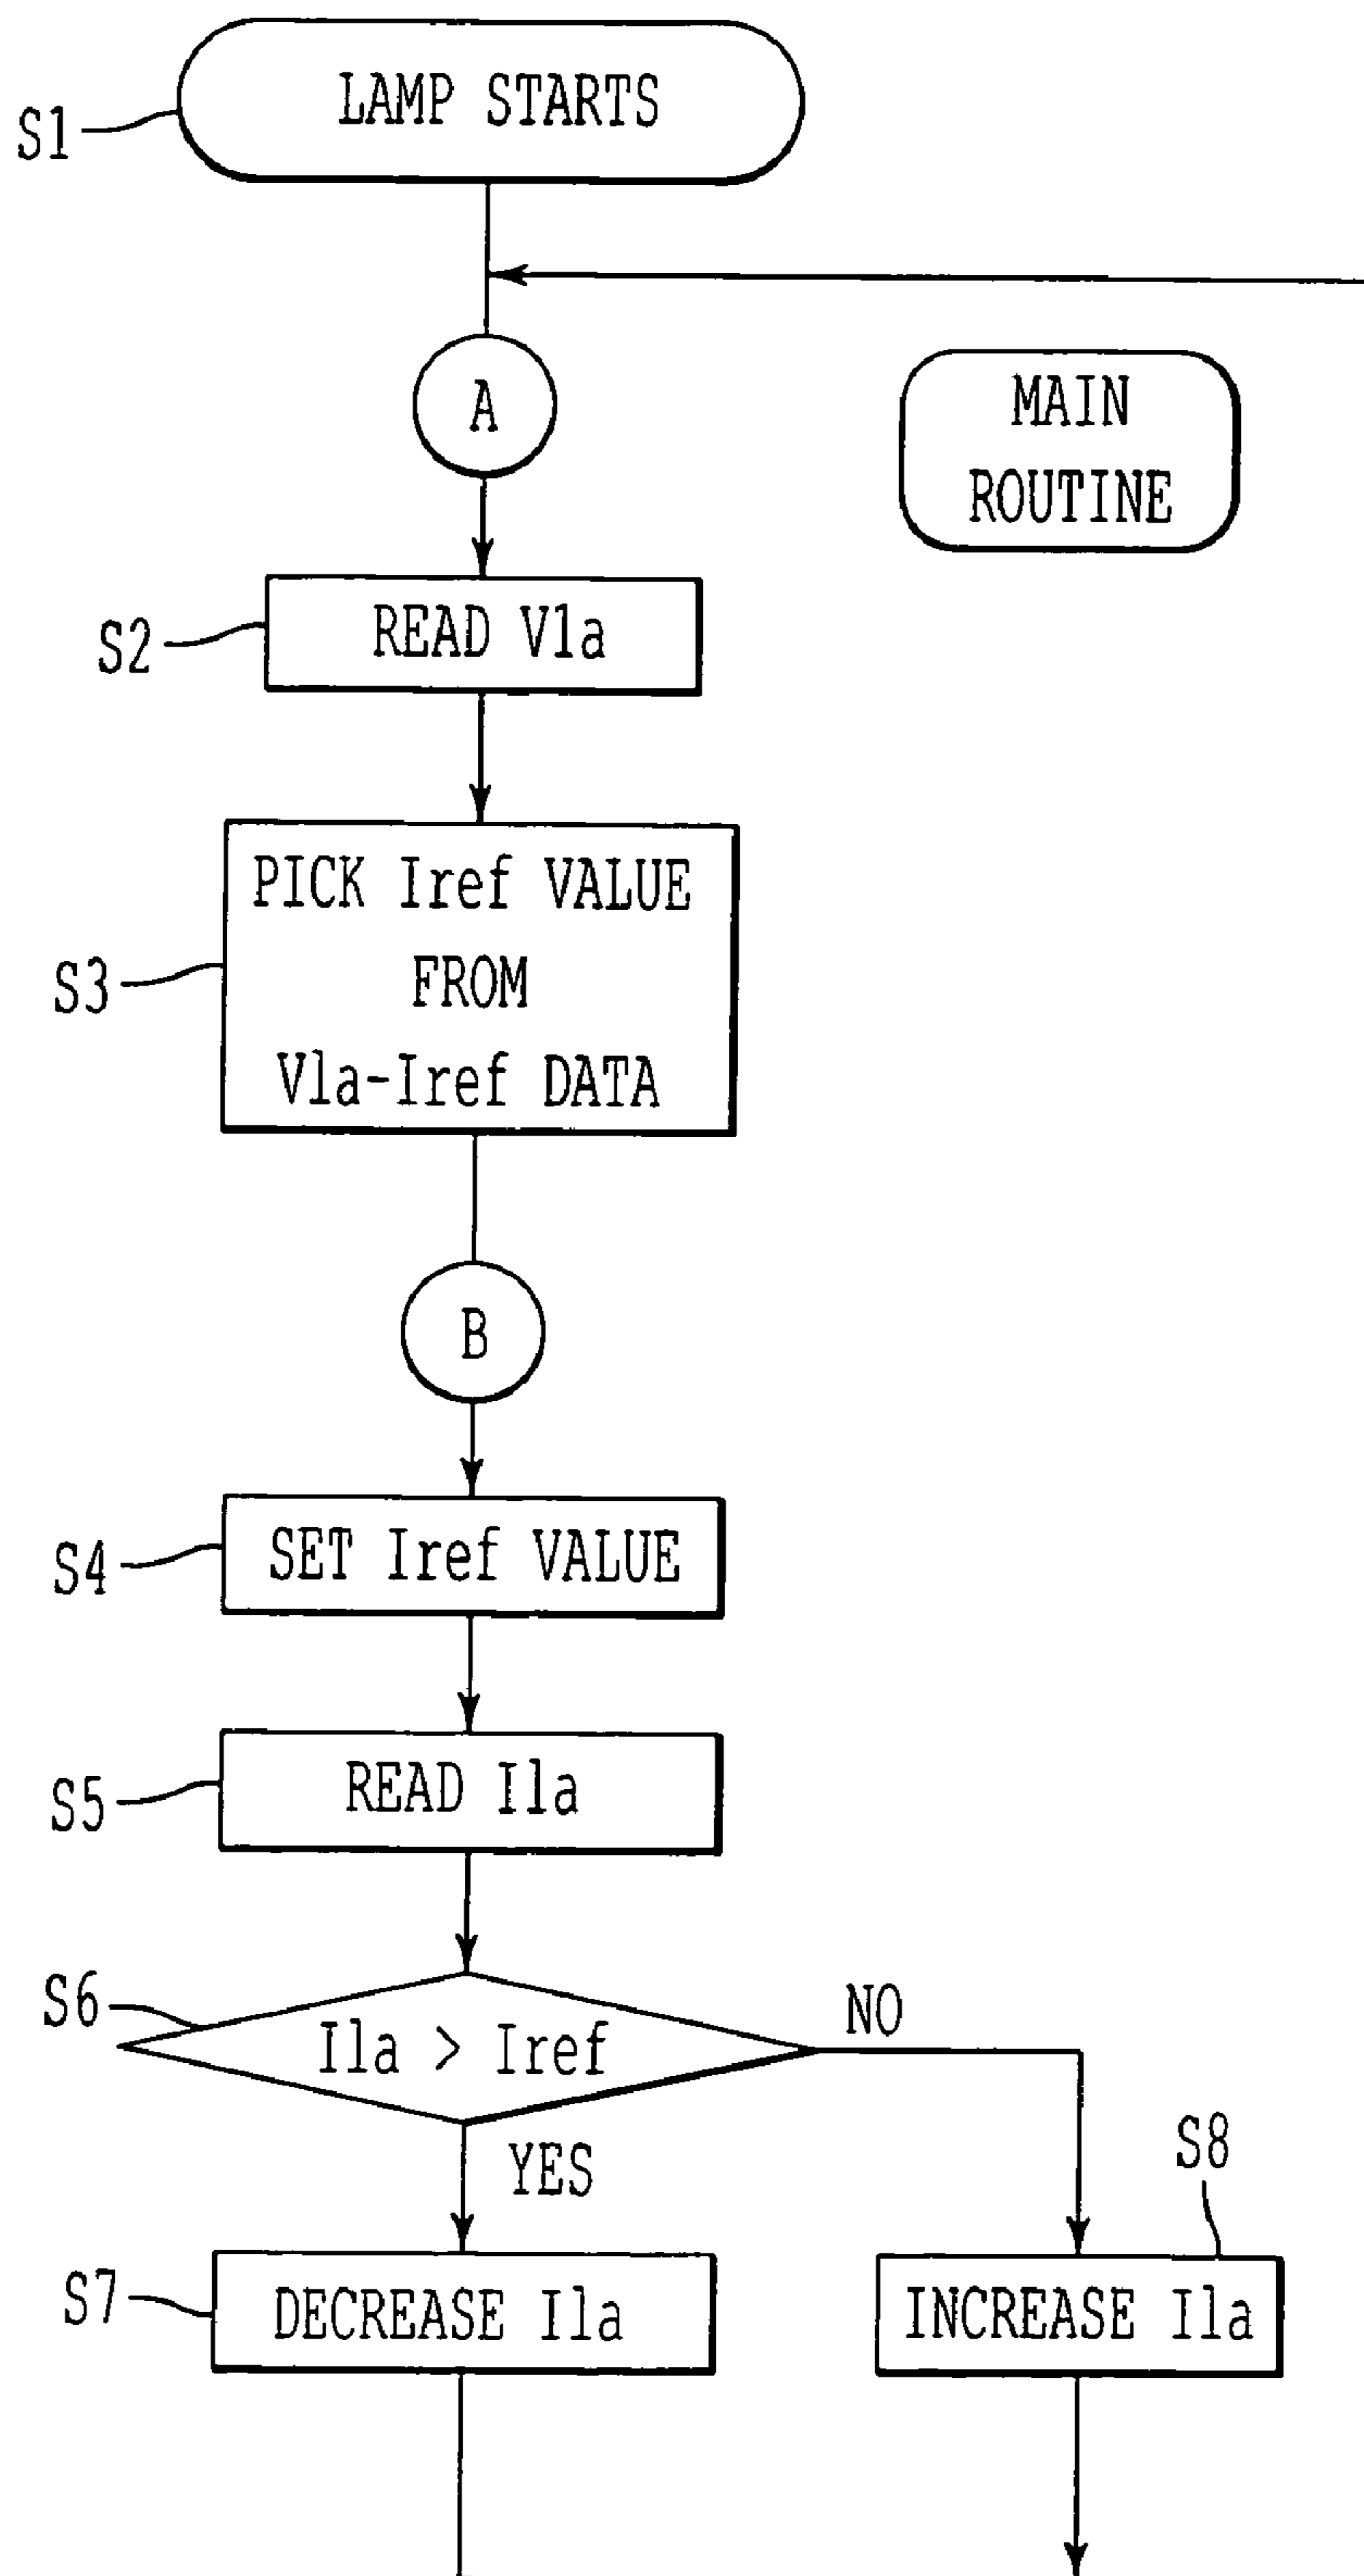 LAMP STARTS
S1
A
MAIN
ROUTINE
READ Vla
S2
PICK Iref VALUE
FROM
Vla-Iref DATA
S3
B
SET Iref VALUE
S4
READ Ila
S5
S6
Ila > Iref
NO
YES
S8
S7
DECREASE Ila
INCREASE Ila